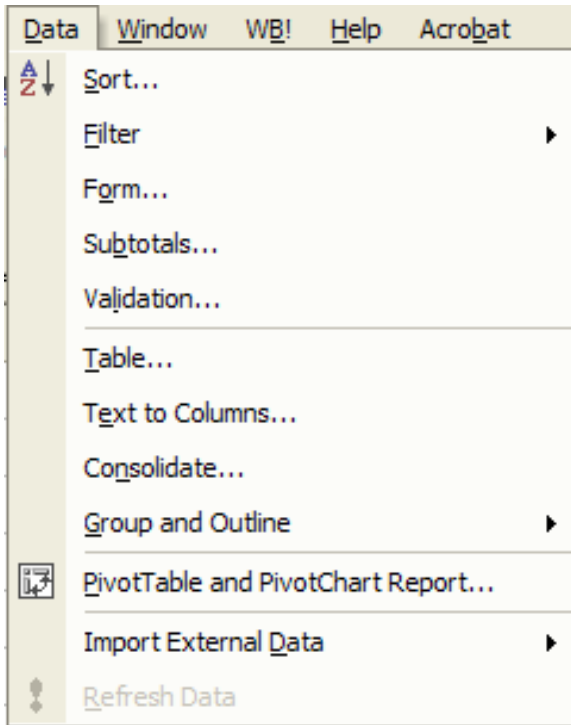 Data Window WB! Help Acrobat
Sort...
Filter
Form...
Subtotals...
Validation...
Table...
Text to Columns...
Consolidate...
Group and Outline
PivotTable and PivotChart Report...
Import External Data
Refresh Data